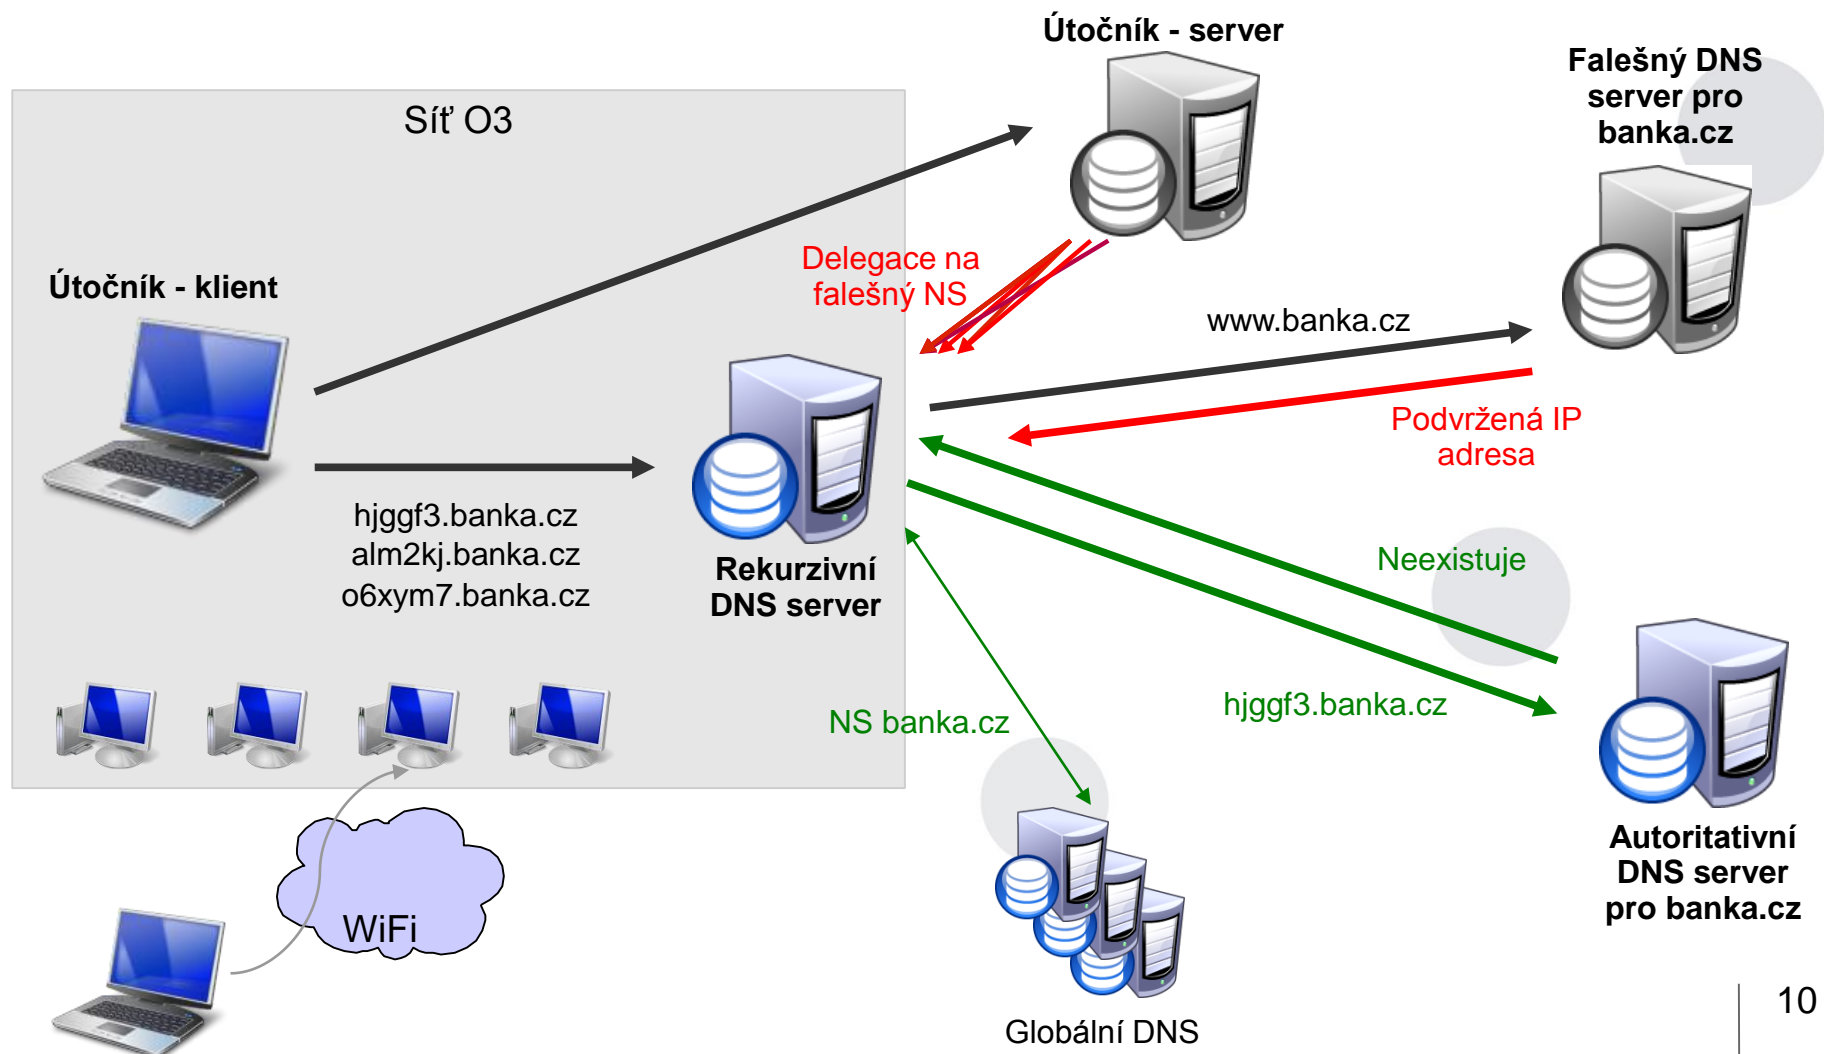 Útočník - server
Falešný DNS
server pro
banka.cz
Síť O3
Útočník - klient
Delegace na
falešný NS
www.banka.cz
Podvržená IP
adresa
hjggf3.banka.cz
alm2kj.banka.cz
o6xym7.banka.cz
Rekurzivní
DNS server
Neexistuje
hjggf3.banka.cz
NS banka.cz
Autoritativní
DNS server
pro banka.cz
WiFi
Globální DNS
10